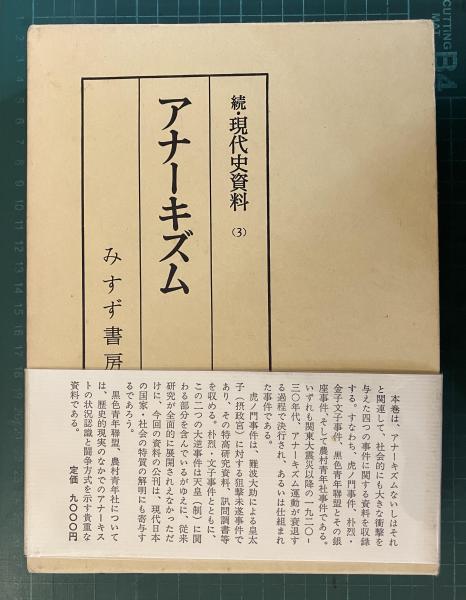 続・現代史資料(3)
アナーキズム
みすず書房
本巻は、アナーキズムないしはそれ
と関連して、社会的にも大きな衝撃を
与えた四つの事件に関する資料を収録
する。すなわち、虎ノ門事件、朴烈・
金子文子事件、黒色青年聯盟とその銀
座事件、そして農村青年社事件である。
いずれも関東大震災以降の一九二〇―
三〇年代、アナーキズム運動が衰退す
る過程で決行され、あるいは仕組まれ
た事件である。
虎ノ門事件は、難波大助による皇太
子(摂政宮)に対する狙撃未遂事件で
あり、その特高研究資料、訊問調書等
を収める。朴烈・文子事件とともに、
この二つの大逆事件は天皇(制)に関
わる部分を含んでいるがゆえに、従来
研究が全面的に展開されえなかっただ
けに、今回の資料の公刊は、現代日本
の国家・社会の特質の解明にも寄与す
るであろう。
黒色青年聯盟、農村青年社について
は、歴史的現実のなかでのアナーキス
トの状況認識と闘争方式を示す貴重な
資料である。
定価 九〇〇〇円
CUTTING
MAT
B4